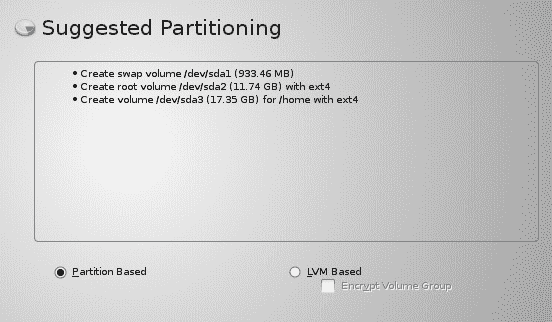 Suggested Partitioning
• Create swap volume /dev/sda1 (933.46 MB)
• Create root volume /dev/sda2 (11.74 GB) with ext4
• Create volume /dev/sda3 (17.35 GB) for /home with ext4
Partition Based
LVM Based
Encrypt Volume Group